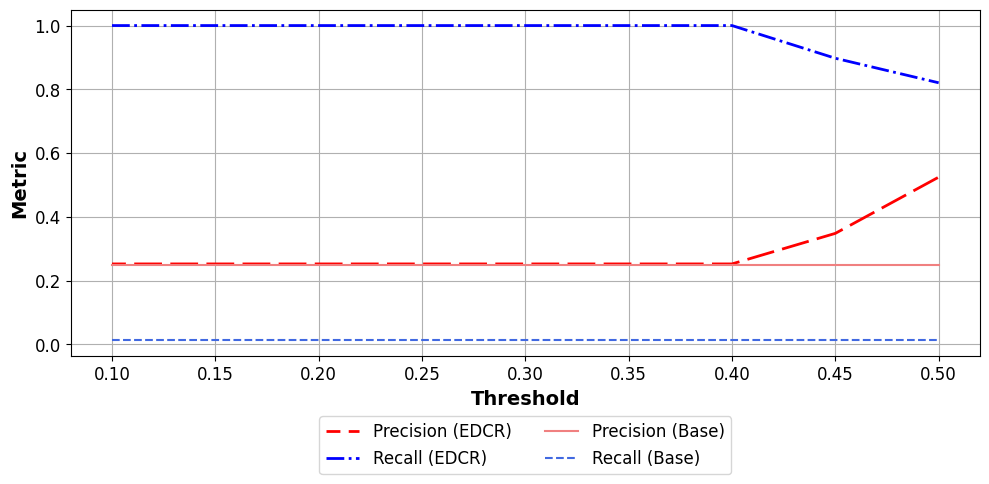 1.0
0.8
0.6
0.4
0.2
0.0
Metric
0.10 0.15 0.20 0.25 0.30 0.35 0.40 0.45 0.50
Threshold
Precision (EDCR) Precision (Base)
Recall (EDCR) Recall (Base)